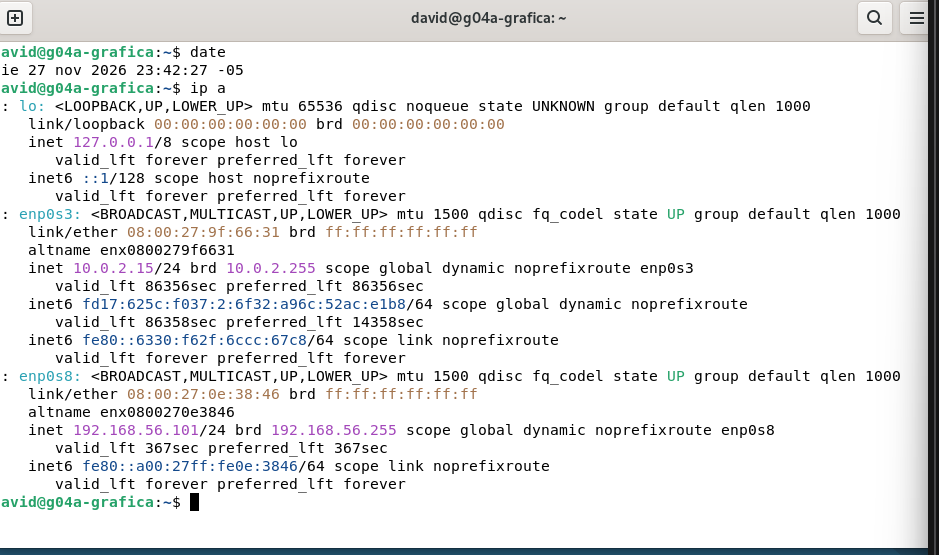 david@g04a-grafica: ~
avid@g04a-grafica:~$ date
ie 27 nov 2026 23:42:27 -05
avid@g04a-grafica:~$ ip a
: lo: <LOOPBACK,UP,LOWER_UP> mtu 65536 qdisc noqueue state UNKNOWN group default qlen 1000
link/loopback 00:00:00:00:00:00 brd 00:00:00:00:00:00
inet 127.0.0.1/8 scope host lo
valid_lft forever preferred_lft forever
inet6 ::1/128 scope host noprefixroute
valid_lft forever preferred_lft forever
: enp0s3: <BROADCAST,MULTICAST,UP,LOWER_UP> mtu 1500 qdisc fq_codel state UP group default qlen 1000
link/ether 08:00:27:9f:66:31 brd ff:ff:ff:ff:ff:ff
altname enx0800279f6631
inet 10.0.2.15/24 brd 10.0.2.255 scope global dynamic noprefixroute enp0s3
valid_lft 86356sec preferred_lft 86356sec
inet6 fd17:625c:f037:2:6f32:a96c:52ac:e1b8/64 scope global dynamic noprefixroute
valid_lft 86358sec preferred_lft 14358sec
inet6 fe80::6330:f62f:6ccc:67c8/64 scope link noprefixroute
valid_lft forever preferred_lft forever
: enp0s8: <BROADCAST,MULTICAST,UP,LOWER_UP> mtu 1500 qdisc fq_codel state UP group default qlen 1000
link/ether 08:00:27:0e:38:46 brd ff:ff:ff:ff:ff:ff
altname enx0800270e3846
inet 192.168.56.101/24 brd 192.168.56.255 scope global dynamic noprefixroute enp0s8
valid_lft 367sec preferred_lft 367sec
inet6 fe80::a00:27ff:fe0e:3846/64 scope link noprefixroute
valid_lft forever preferred_lft forever
avid@g04a-grafica:~$